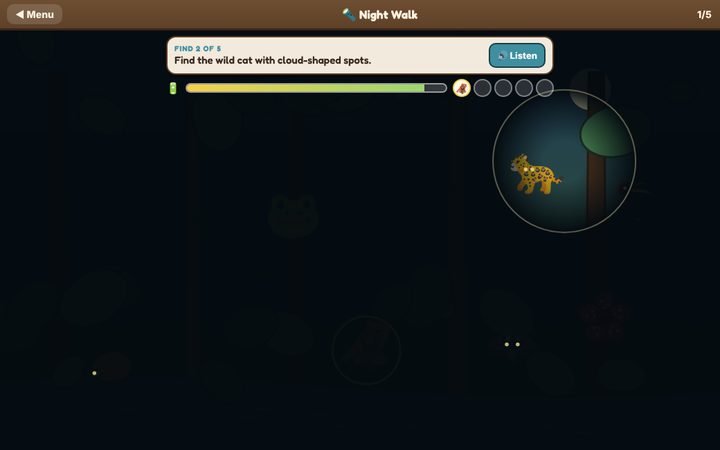 ◀ Menu
🔦 Night Walk
1/5
FIND 2 OF 5
Find the wild cat with cloud-shaped spots.
🔊 Listen